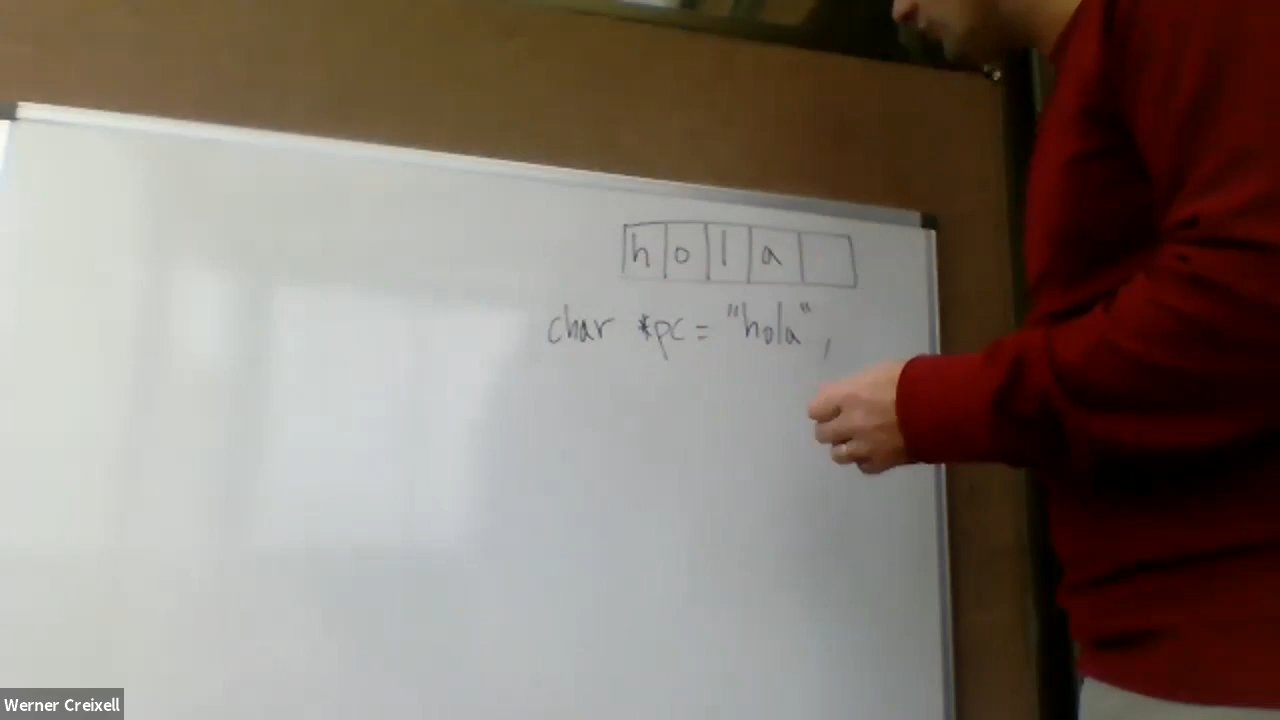 h o l a
char *pc = "hola",
Werner Creixell